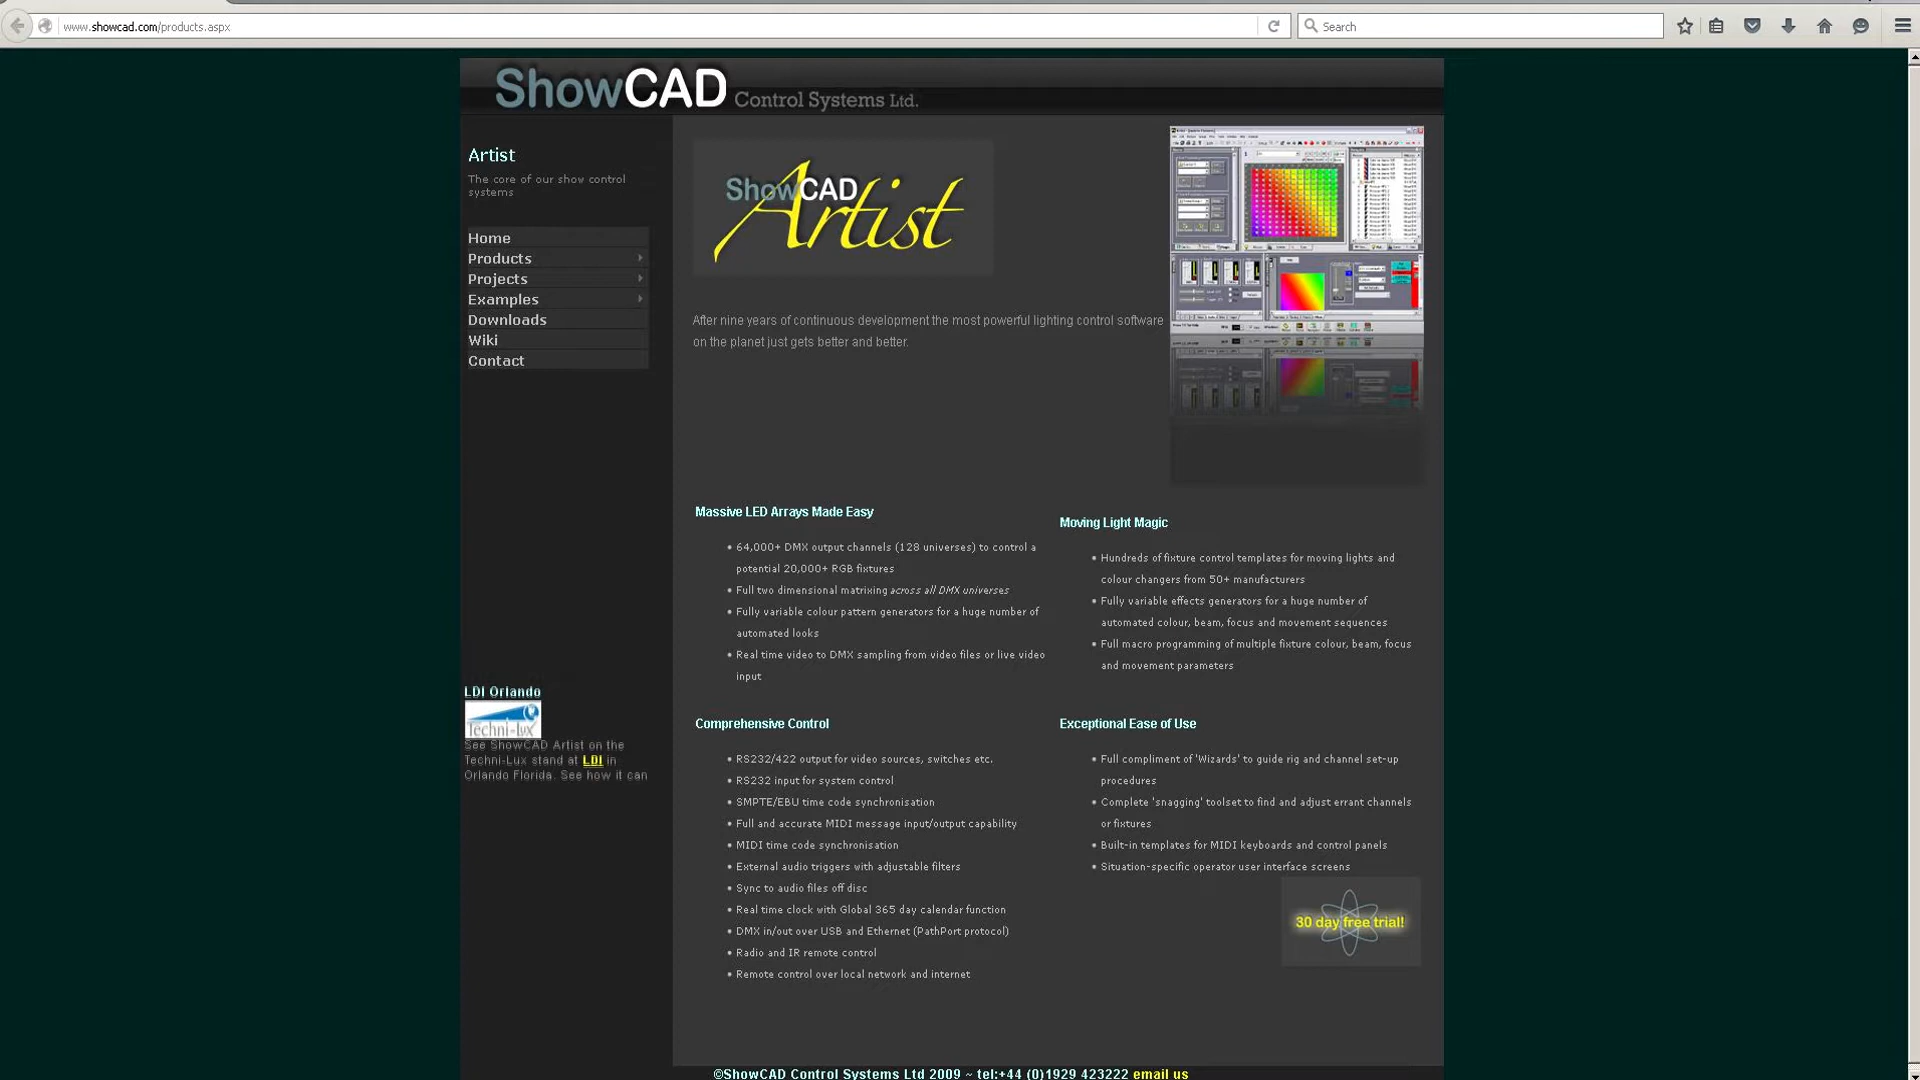 www.showcad.com/products.aspx
Search
ShowCAD Control Systems Ltd.
Artist
The core of our show control
systems
Home
Products
Projects
Examples
Downloads
Wiki
Contact
LDI Orlando
Techni-Lux
See ShowCAD Artist on the
Techni-Lux stand at LDI in
Orlando Florida. See how it can
ShowCAD
Artist
After nine years of continuous development the most powerful lighting control software
on the planet just gets better and better.
Massive LED Arrays Made Easy
• 64,000+ DMX output channels (128 universes) to control a
potential 20,000+ RGB fixtures
• Full two dimensional matrixing across all DMX universes
• Fully variable colour pattern generators for a huge number of
automated looks
• Real time video to DMX sampling from video files or live video
input
Moving Light Magic
• Hundreds of fixture control templates for moving lights and
colour changers from 50+ manufacturers
• Fully variable effects generators for a huge number of
automated colour, beam, focus and movement sequences
• Full macro programming of multiple fixture colour, beam, focus
and movement parameters
Comprehensive Control
• RS232/422 output for video sources, switches etc.
• RS232 input for system control
• SMPTE/EBU time code synchronisation
• Full and accurate MIDI message input/output capability
• MIDI time code synchronisation
• External audio triggers with adjustable filters
• Sync to audio files off disc
• Real time clock with Global 365 day calendar function
• DMX in/out over USB and Ethernet (PathPort protocol)
• Radio and IR remote control
• Remote control over local network and internet
Exceptional Ease of Use
• Full compliment of 'Wizards' to guide rig and channel set-up
procedures
• Complete 'snagging' toolset to find and adjust errant channels
or fixtures
• Built-in templates for MIDI keyboards and control panels
• Situation-specific operator user interface screens
30 day free trial!
©ShowCAD Control Systems Ltd 2009 ~ tel:+44 (0)1929 423222 email us